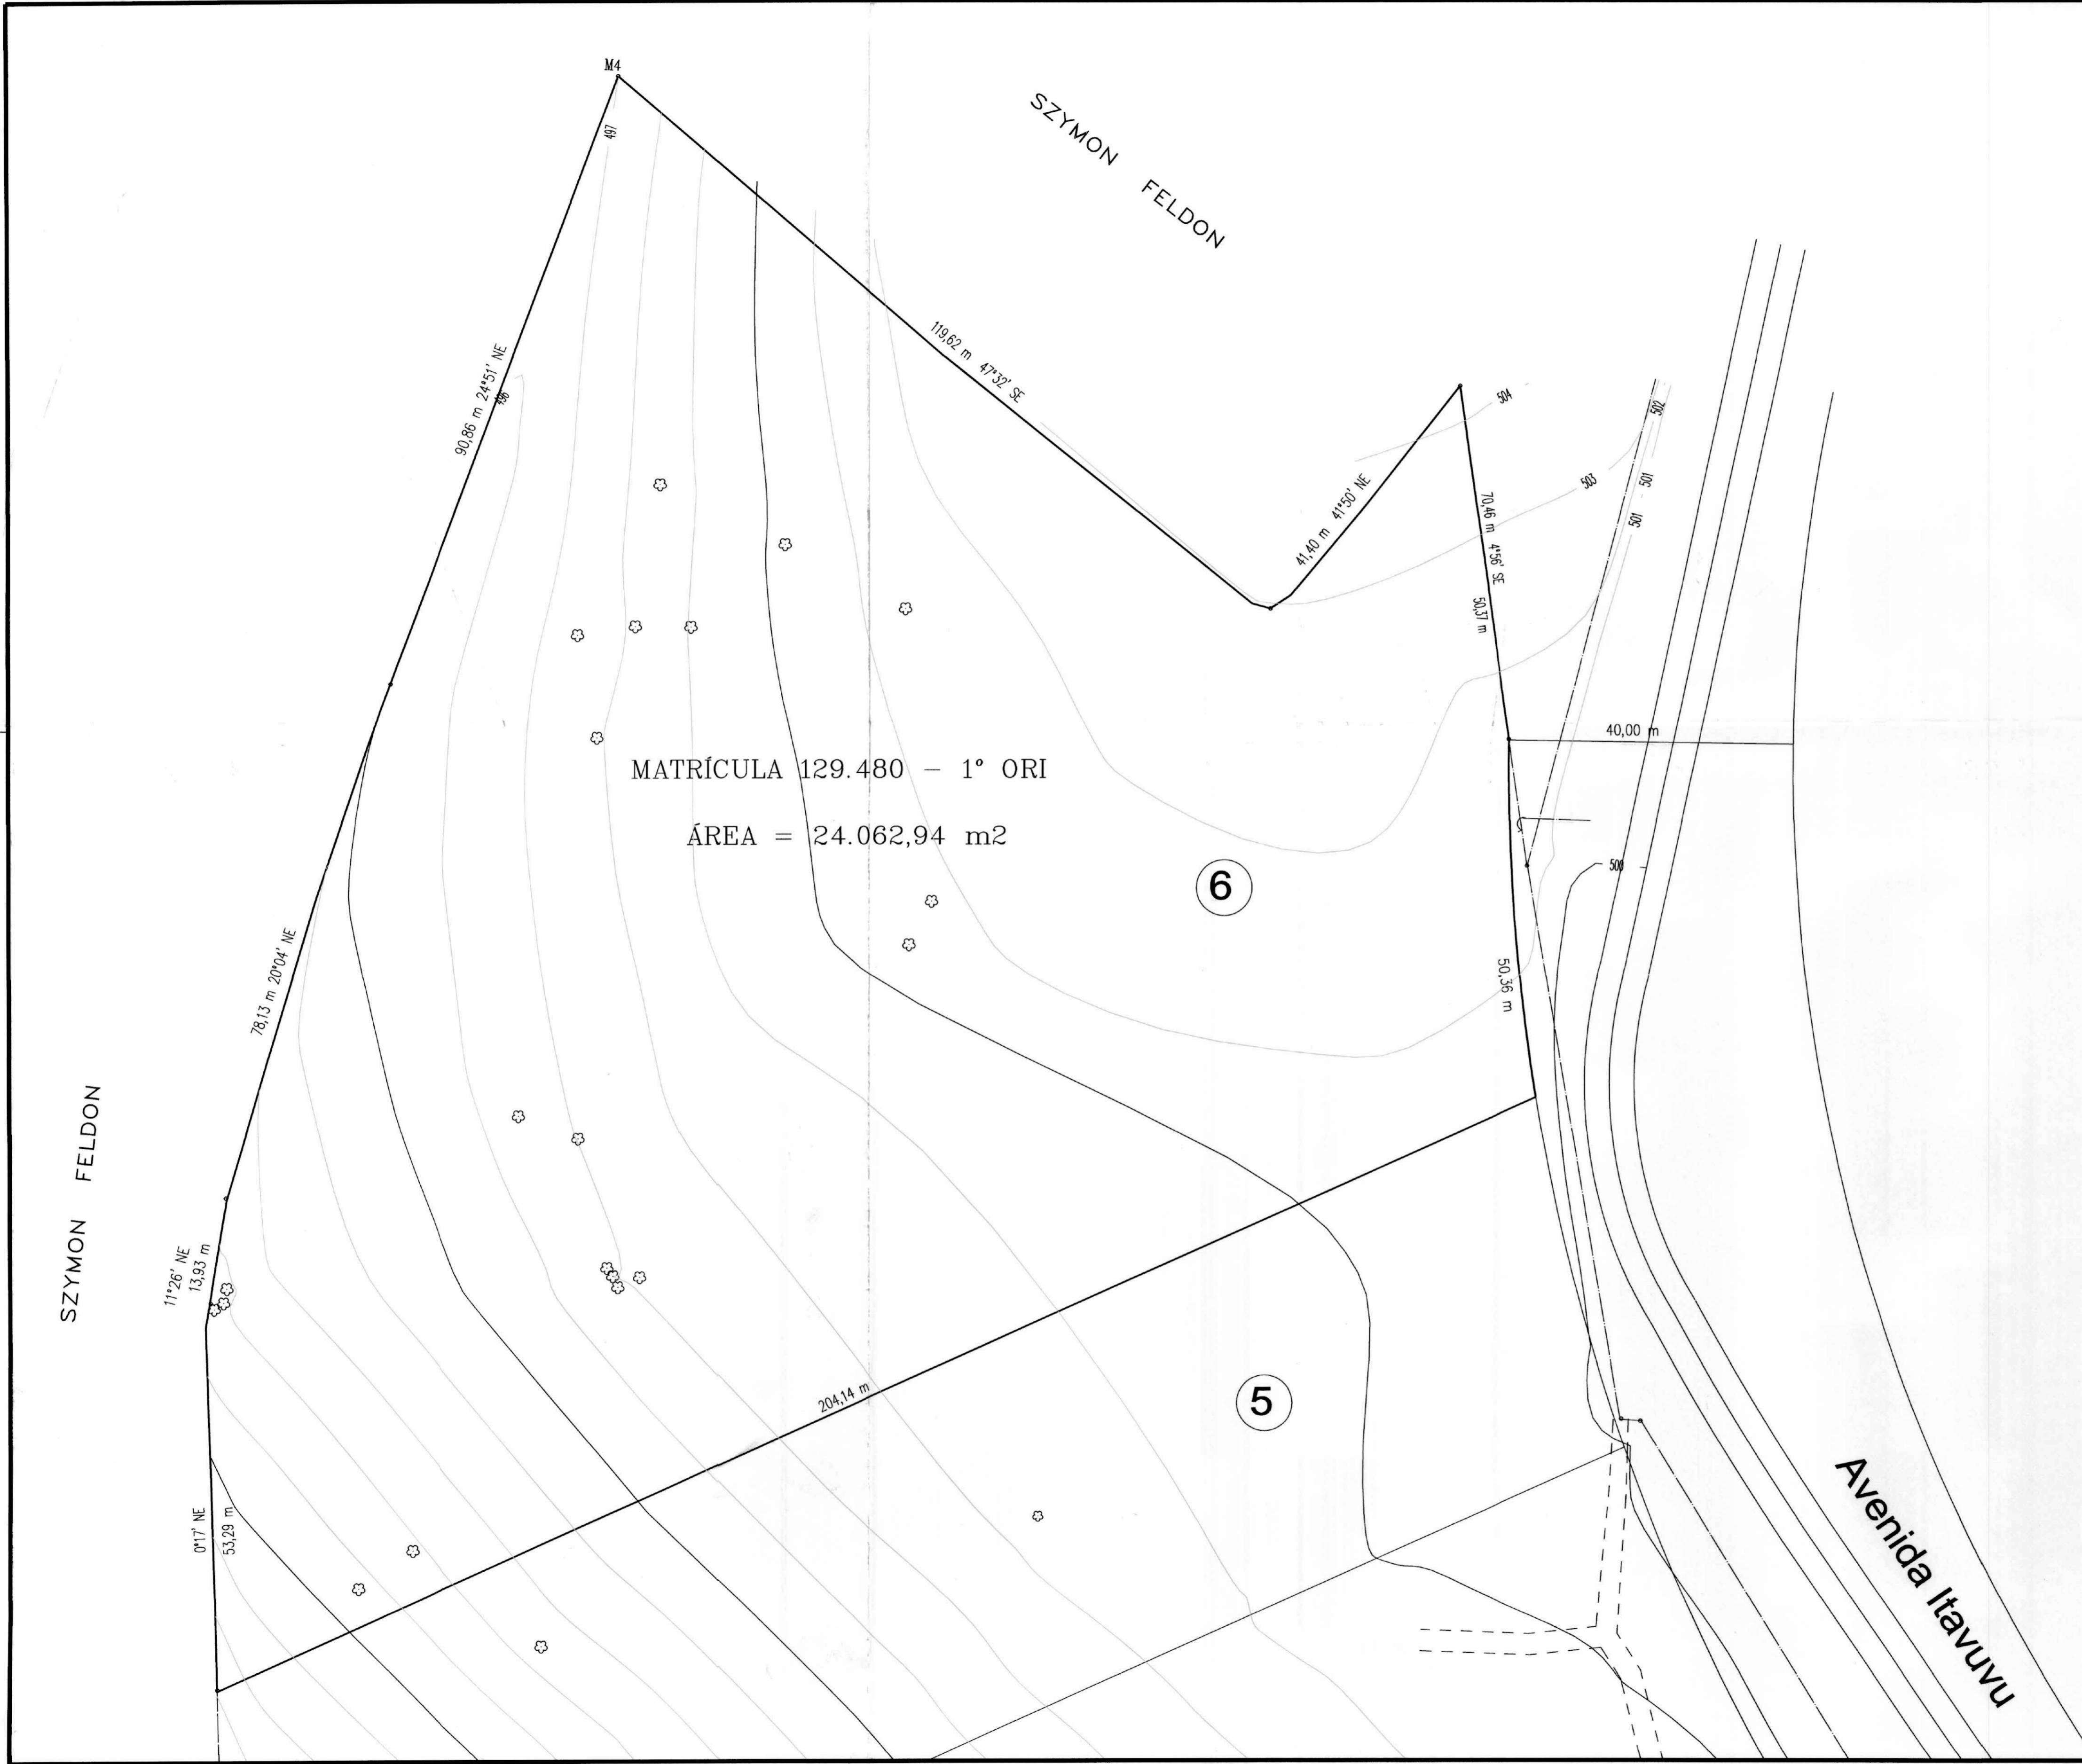 M4
497
SZYMON FELDON
90,86 m 24°51' NE
496
119,62 m 47°32' SE
504
502
503
501
501
41,40 m 41°50' NE
70,46 m 4°56' SE
50,37 m
40,00 m
MATRÍCULA 129.480 – 1° ORI
ÁREA = 24.062,94 m2
500
6
78,13 m 20°04' NE
50,36 m
SZYMON FELDON
11°26' NE
13,93 m
204,14 m
5
0°17' NE
53,29 m
Avenida Itavuvu